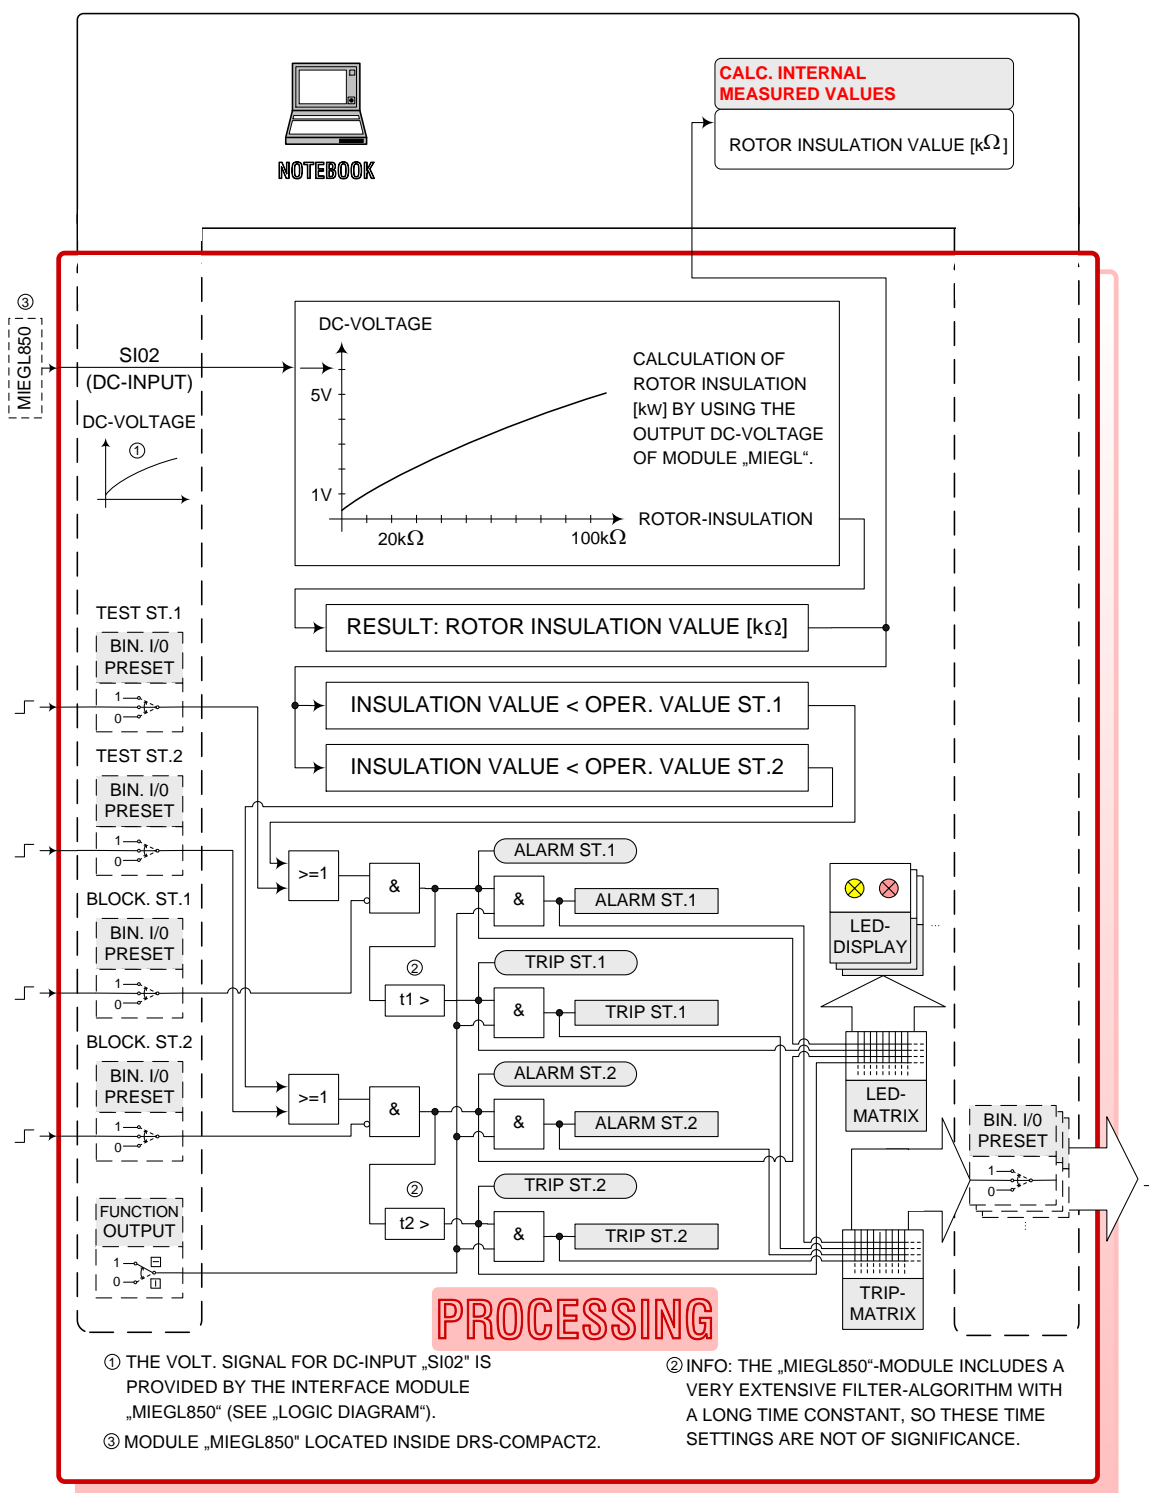 CALC. INTERNAL
MEASURED VALUES
ROTOR INSULATION VALUE [kΩ]
NOTEBOOK
③
MIEGL850
SI02
(DC-INPUT)
DC-VOLTAGE
①
DC-VOLTAGE
5V
1V
20kΩ
100kΩ
ROTOR-INSULATION
CALCULATION OF
ROTOR INSULATION
[kW] BY USING THE
OUTPUT DC-VOLTAGE
OF MODULE „MIEGL“.
RESULT: ROTOR INSULATION VALUE [kΩ]
INSULATION VALUE < OPER. VALUE ST.1
INSULATION VALUE < OPER. VALUE ST.2
TEST ST.1
BIN. I/0
PRESET
1
0
TEST ST.2
BIN. I/0
PRESET
1
0
BLOCK. ST.1
BIN. I/0
PRESET
1
0
BLOCK. ST.2
BIN. I/0
PRESET
1
0
FUNCTION
OUTPUT
1
0
>=1
&
ALARM ST.1
&
ALARM ST.1
②
t1 >
TRIP ST.1
&
TRIP ST.1
>=1
&
ALARM ST.2
&
ALARM ST.2
②
t2 >
TRIP ST.2
&
TRIP ST.2
LED-
DISPLAY
...
LED-
MATRIX
TRIP-
MATRIX
BIN. I/0
PRESET
1
0
...
PROCESSING
① THE VOLT. SIGNAL FOR DC-INPUT „SI02" IS
PROVIDED BY THE INTERFACE MODULE
„MIEGL850“ (SEE „LOGIC DIAGRAM“).
③ MODULE „MIEGL850" LOCATED INSIDE DRS-COMPACT2.
② INFO: THE „MIEGL850“-MODULE INCLUDES A
VERY EXTENSIVE FILTER-ALGORITHM WITH
A LONG TIME CONSTANT, SO THESE TIME
SETTINGS ARE NOT OF SIGNIFICANCE.